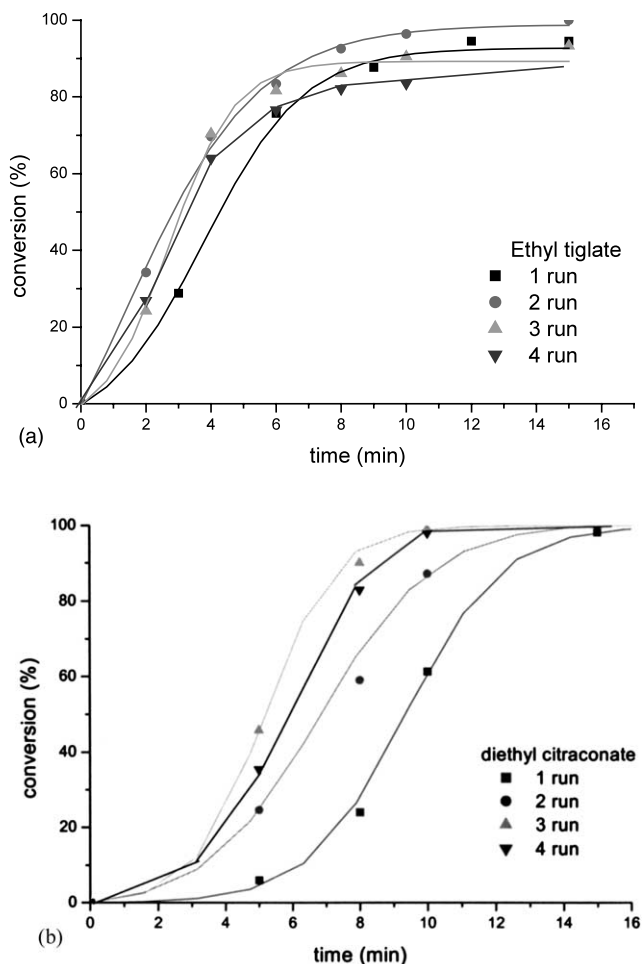 100
80
60
40
20
0
conversion (%)
Ethyl tiglate
1 run
2 run
3 run
4 run
0 2 4 6 8 10 12 14 16
time (min)
(a)
100
80
60
40
20
0
conversion (%)
diethyl citraconate
1 run
2 run
3 run
4 run
0 2 4 6 8 10 12 14 16
time (min)
(b)